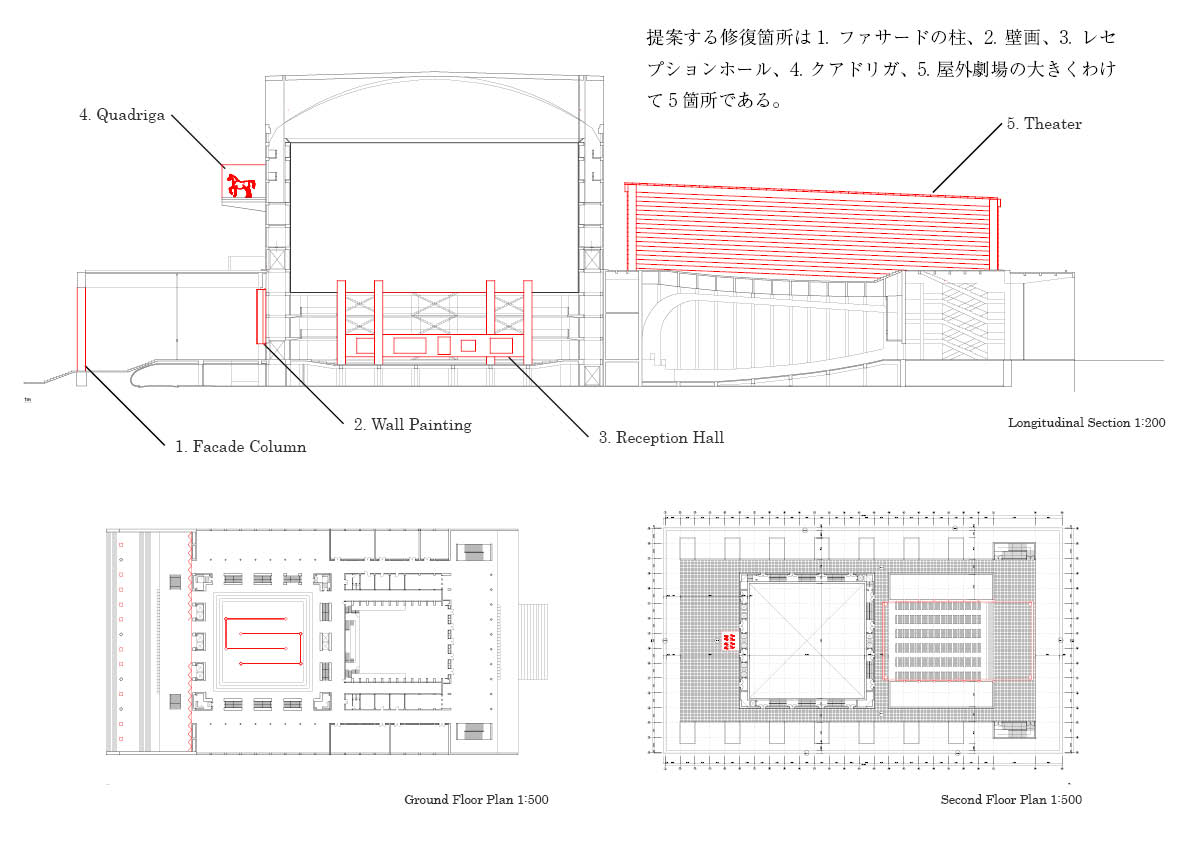 提案する修復箇所は 1. ファサードの柱、2. 壁画、3. レセ
プションホール、4. クアドリガ、5. 屋外劇場の大きくわけ
て 5 箇所である。
4. Quadriga
5. Theater
2. Wall Painting
1. Facade Column
3. Reception Hall
Longitudinal Section 1:200
Ground Floor Plan 1:500
Second Floor Plan 1:500